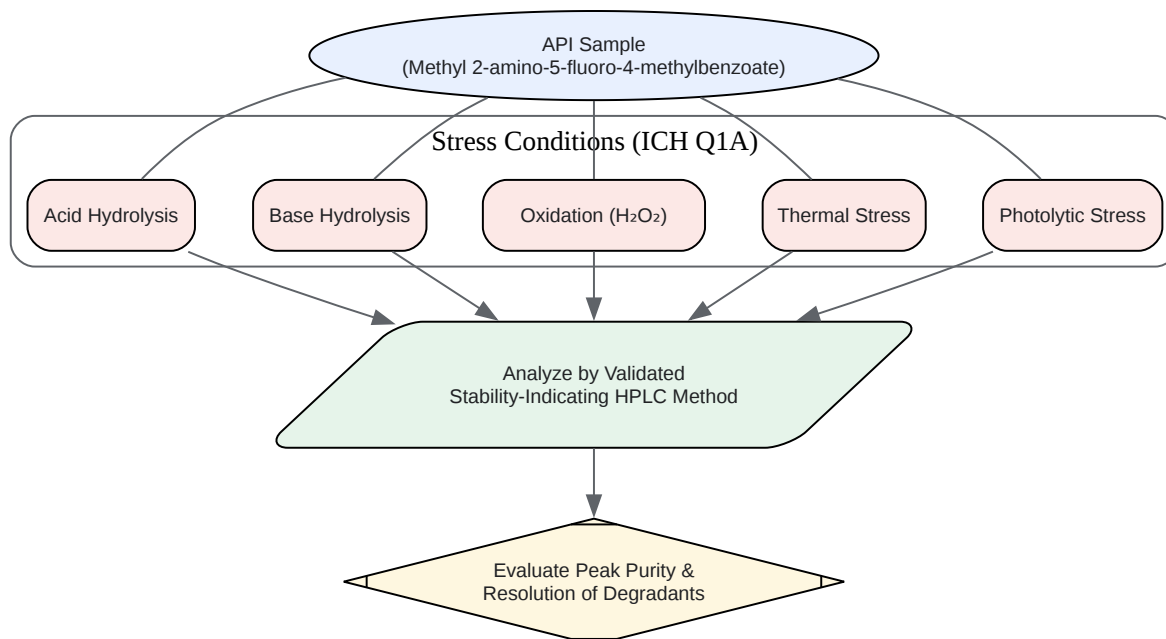 API Sample
(Methyl 2-amino-5-fluoro-4-methylbenzoate)
Stress Conditions (ICH Q1A)
Acid Hydrolysis
Base Hydrolysis
Oxidation (H₂O₂)
Thermal Stress
Photolytic Stress
Analyze by Validated
Stability-Indicating HPLC Method
Evaluate Peak Purity &
Resolution of Degradants